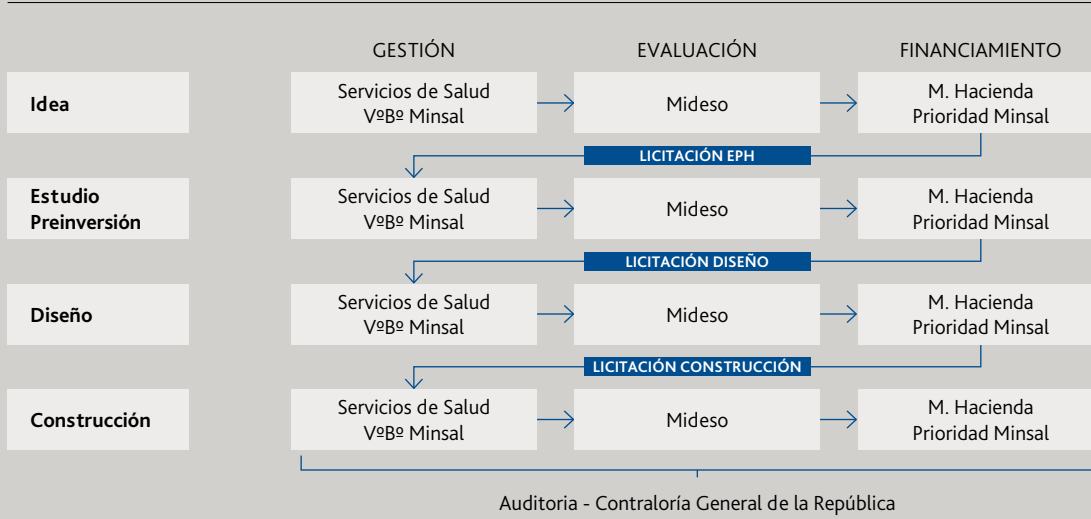 GESTIÓN
EVALUACIÓN
FINANCIAMIENTO
Idea
Servicios de Salud
VºBº Minsal
Mideso
M. Hacienda
Prioridad Minsal
LICITACIÓN EPH
Estudio
Preinversión
Servicios de Salud
VºBº Minsal
Mideso
M. Hacienda
Prioridad Minsal
LICITACIÓN DISEÑO
Diseño
Servicios de Salud
VºBº Minsal
Mideso
M. Hacienda
Prioridad Minsal
LICITACIÓN CONSTRUCCIÓN
Construcción
Servicios de Salud
VºBº Minsal
Mideso
M. Hacienda
Prioridad Minsal
Auditoria - Contraloría General de la República